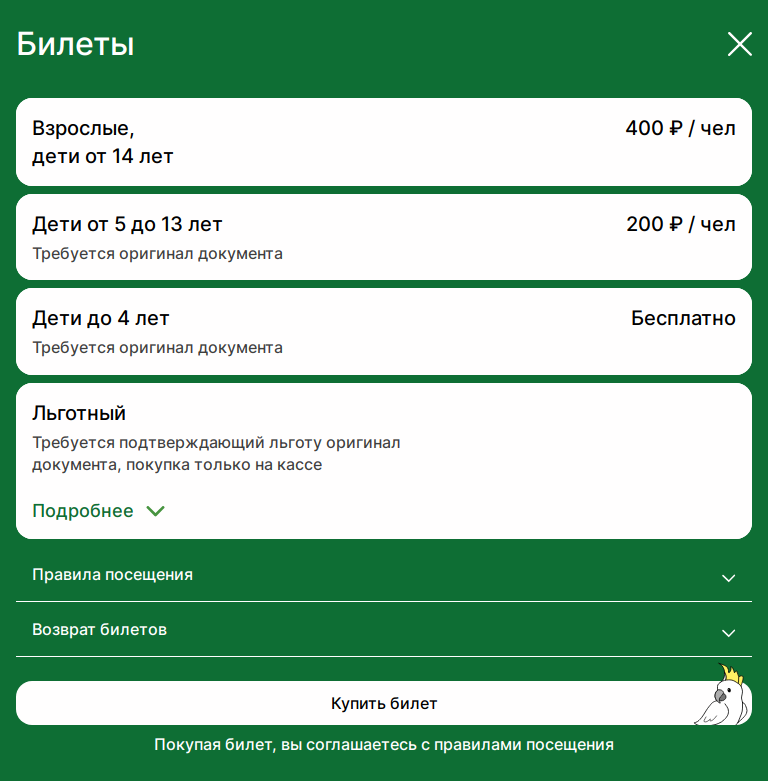 Билеты
Взрослые,
дети от 14 лет
400 ₽ / чел
Дети от 5 до 13 лет
200 ₽ / чел
Требуется оригинал документа
Дети до 4 лет
Бесплатно
Требуется оригинал документа
Льготный
Требуется подтверждающий льготу оригинал
документа, покупка только на кассе
Подробнее
Правила посещения
Возврат билетов
Купить билет
Покупая билет, вы соглашаетесь с правилами посещения